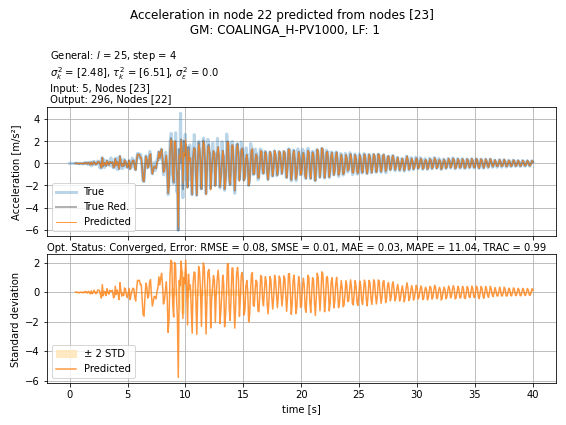 Acceleration in node 22 predicted from nodes [23]
GM: COALINGA_H-PV1000, LF: 1
General: l = 25, step = 4
σ²ₖ = [2.48], τ²ₖ = [6.51], σ²ₑ = 0.0
Input: 5, Nodes [23]
Output: 296, Nodes [22]
Acceleration [m/s²]
4
2
0
−2
−4
−6
True
True Red.
Predicted
Opt. Status: Converged, Error: RMSE = 0.08, SMSE = 0.01, MAE = 0.03, MAPE = 11.04, TRAC = 0.99
Standard deviation
2
0
−2
−4
−6
± 2 STD
Predicted
0 5 10 15 20 25 30 35 40
time [s]